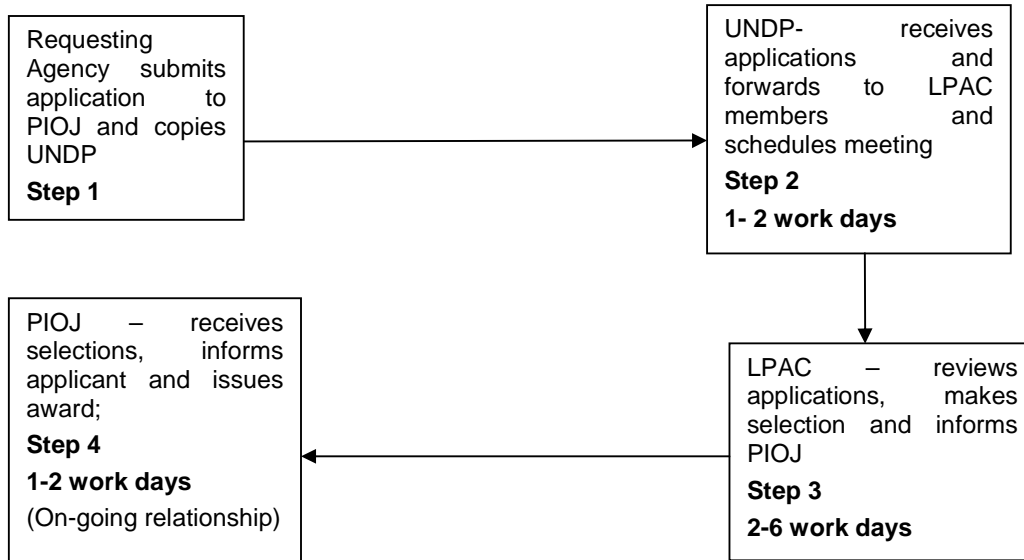 Requesting
Agency submits
application to
PIOJ and copies
UNDP
Step 1
UNDP- receives
applications and
forwards to LPAC
members and
schedules meeting
Step 2
1- 2 work days
LPAC – reviews
applications, makes
selection and informs
PIOJ
Step 3
2-6 work days
PIOJ – receives
selections, informs
applicant and issues
award;
Step 4
1-2 work days
(On-going relationship)